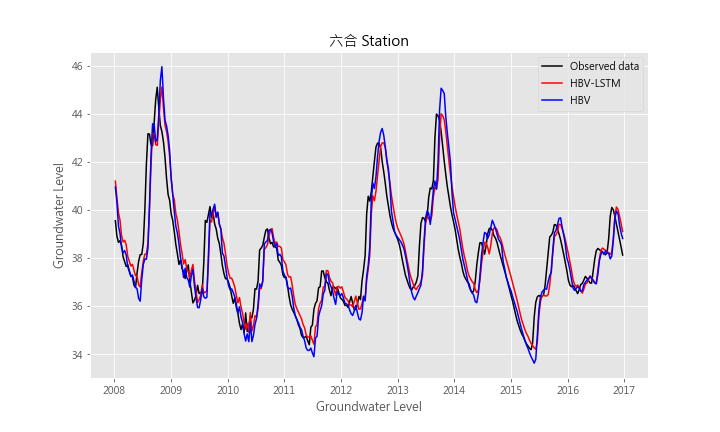 六合 Station
Observed data
HBV-LSTM
HBV
Groundwater Level
46
44
42
40
38
36
34
2008 2009 2010 2011 2012 2013 2014 2015 2016 2017
Groundwater Level